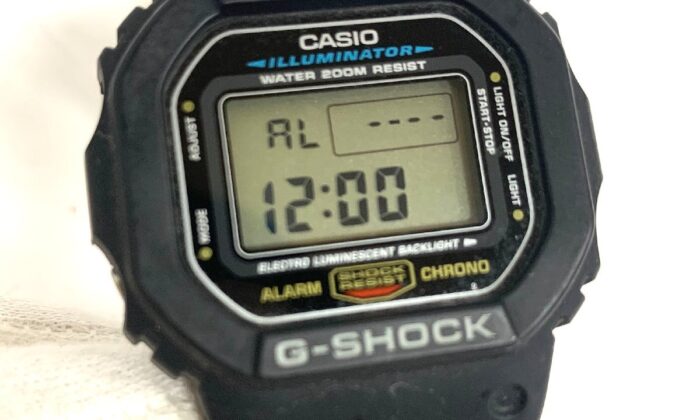 CASIO
ILLUMINATOR
WATER 200M RESIST
ADJUST
MODE
LIGHT ON/OFF
START·STOP
LIGHT
AL ----
12:00
ELECTRO LUMINESCENT BACKLIGHT
ALARM
SHOCK
RESIST
CHRONO
G-SHOCK